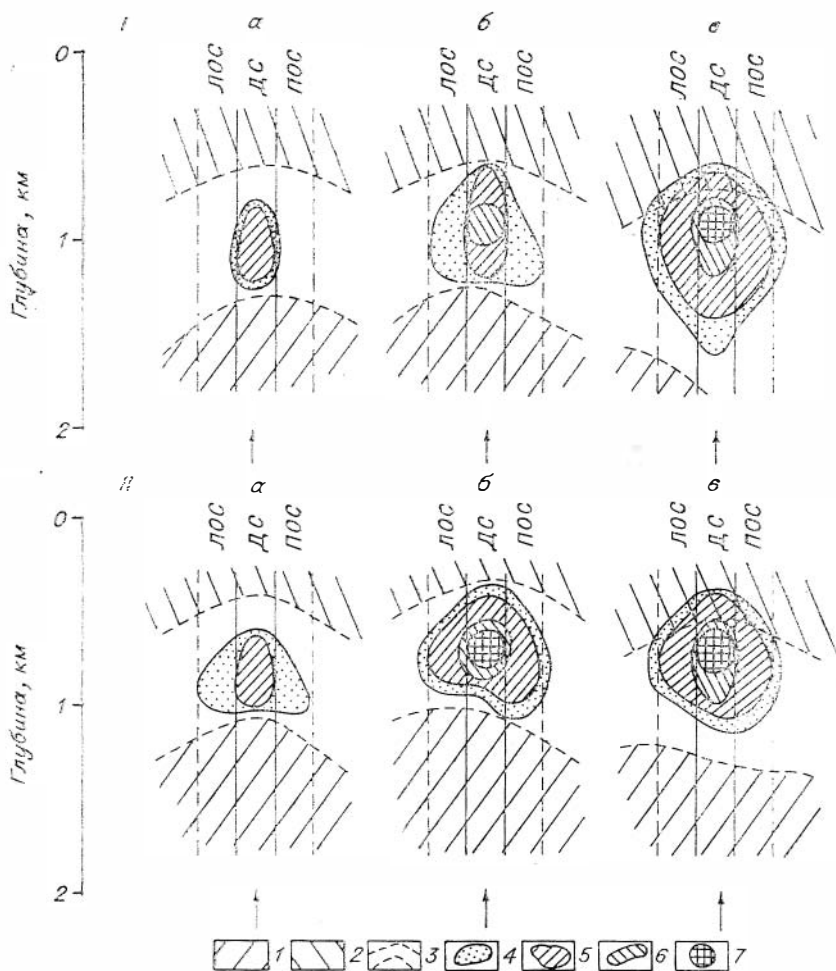 I а б в
0
ЛОС ДС ПОС ЛОС ДС ПОС ЛОС ДС ПОС
Глубина, км
1
2
II а б в
0
ЛОС ДС ПОС ЛОС ДС ПОС ЛОС ДС ПОС
Глубина, км
1
2
1 2 3 4 5 6 7